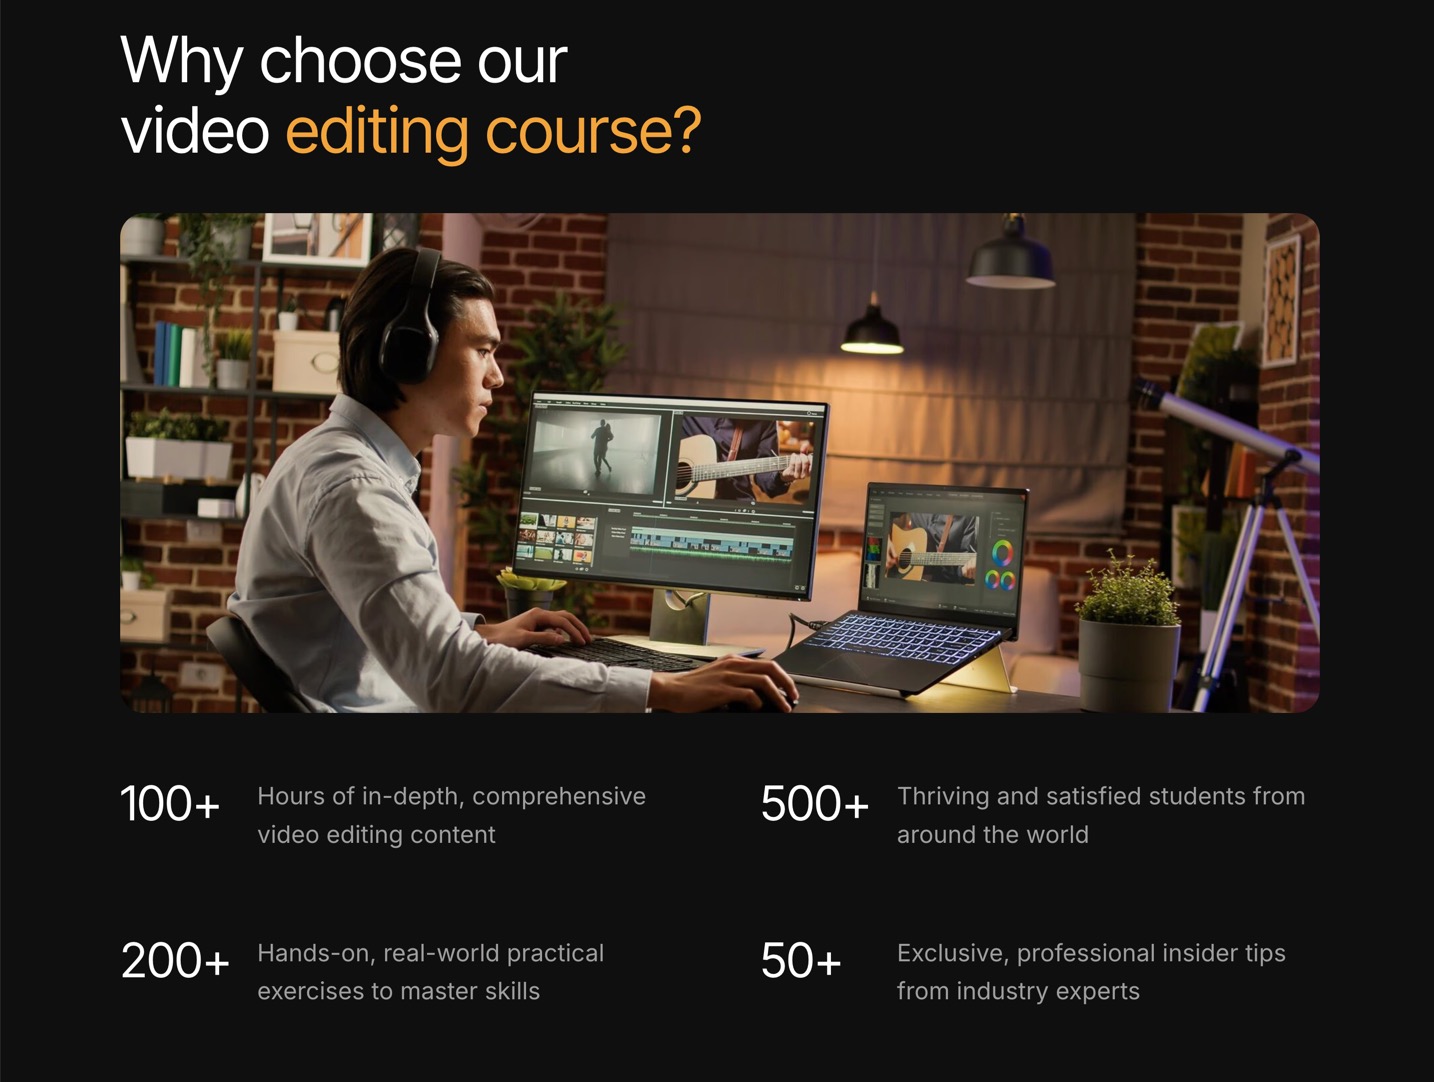 Why choose our
video editing course?
100+
Hours of in-depth, comprehensive
video editing content
500+
Thriving and satisfied students from
around the world
200+
Hands-on, real-world practical
exercises to master skills
50+
Exclusive, professional insider tips
from industry experts